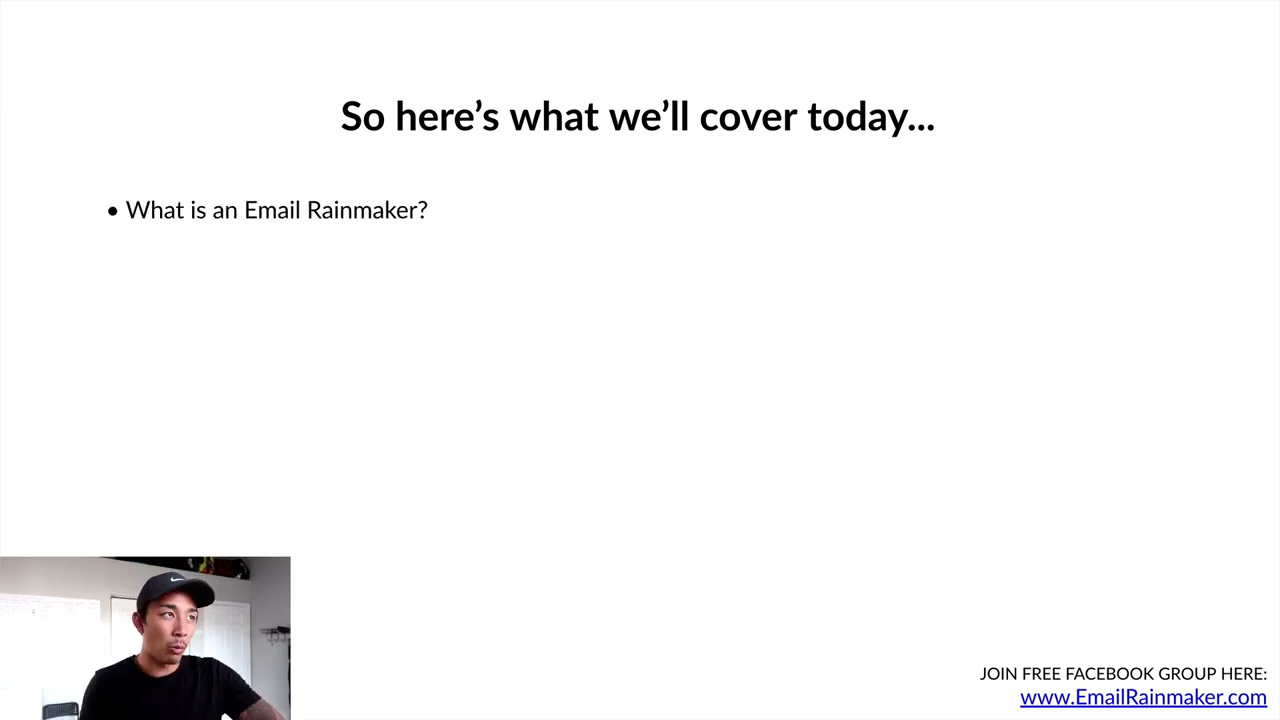 So here’s what we’ll cover today...
• What is an Email Rainmaker?
JOIN FREE FACEBOOK GROUP HERE:
www.EmailRainmaker.com